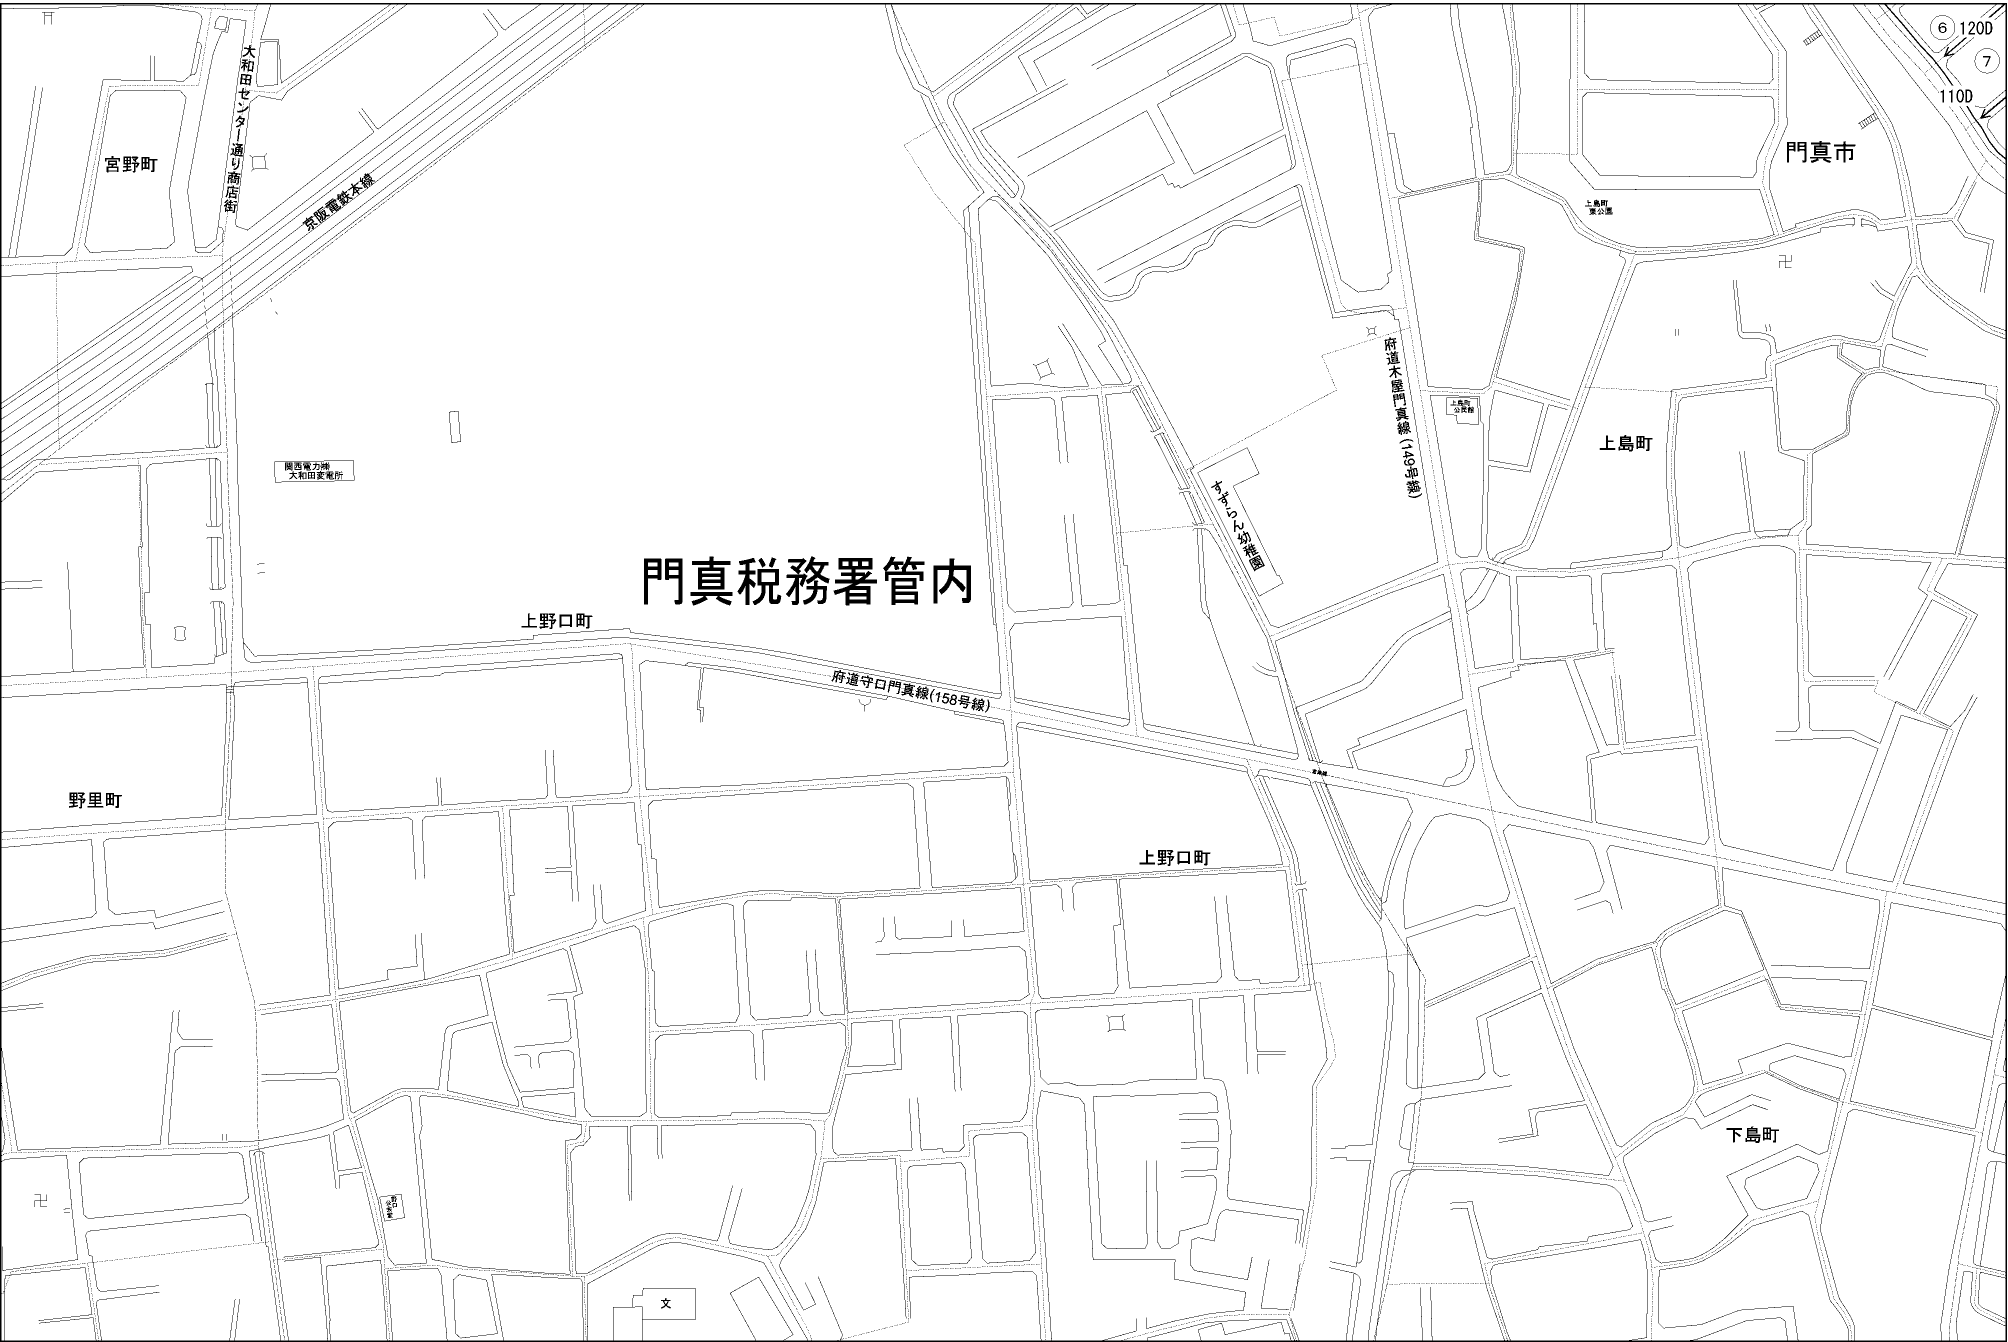 ⑥ 120D
⑦
110D
大和田センター通り商店街
宮野町
京阪電鉄本線
門真市
上島町
東公園
府道木屋門真線(149号線)
上島町
公民館
上島町
関西電力㈱
大和田変電所
すずらん幼稚園
門真税務署管内
上野口町
府道守口門真線(158号線)
野里町
上野口町
下島町
野口
文